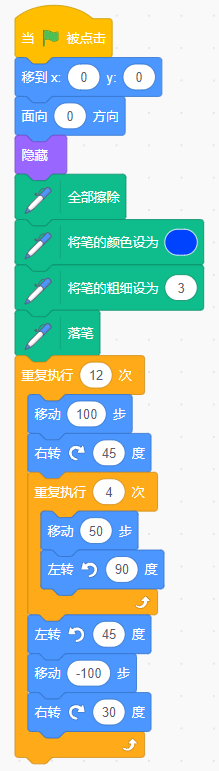 当 被点击
移到 x: 0 y: 0
面向 0 方向
隐藏
全部擦除
将笔的颜色设为
将笔的粗细设为 3
落笔
重复执行 12 次
移动 100 步
右转 45 度
重复执行 4 次
移动 50 步
左转 90 度
左转 45 度
移动 -100 步
右转 30 度